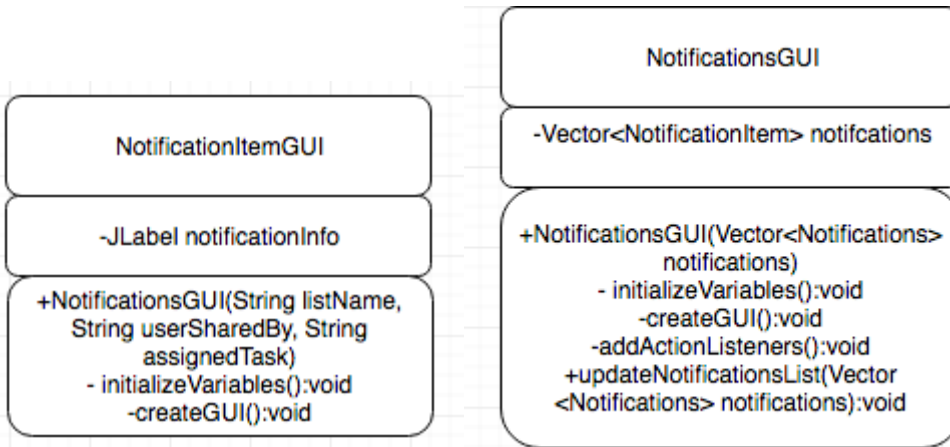 NotificationItemGUI
-JLabel notificationInfo
+NotificationsGUI(String listName,
String userSharedBy, String
assignedTask)
- initializeVariables():void
-createGUI():void
NotificationsGUI
-Vector<NotificationItem> notifcations
+NotificationsGUI(Vector<Notifications>
notifications)
- initializeVariables():void
-createGUI():void
-addActionListeners():void
+updateNotificationsList(Vector
<Notifications> notifications):void